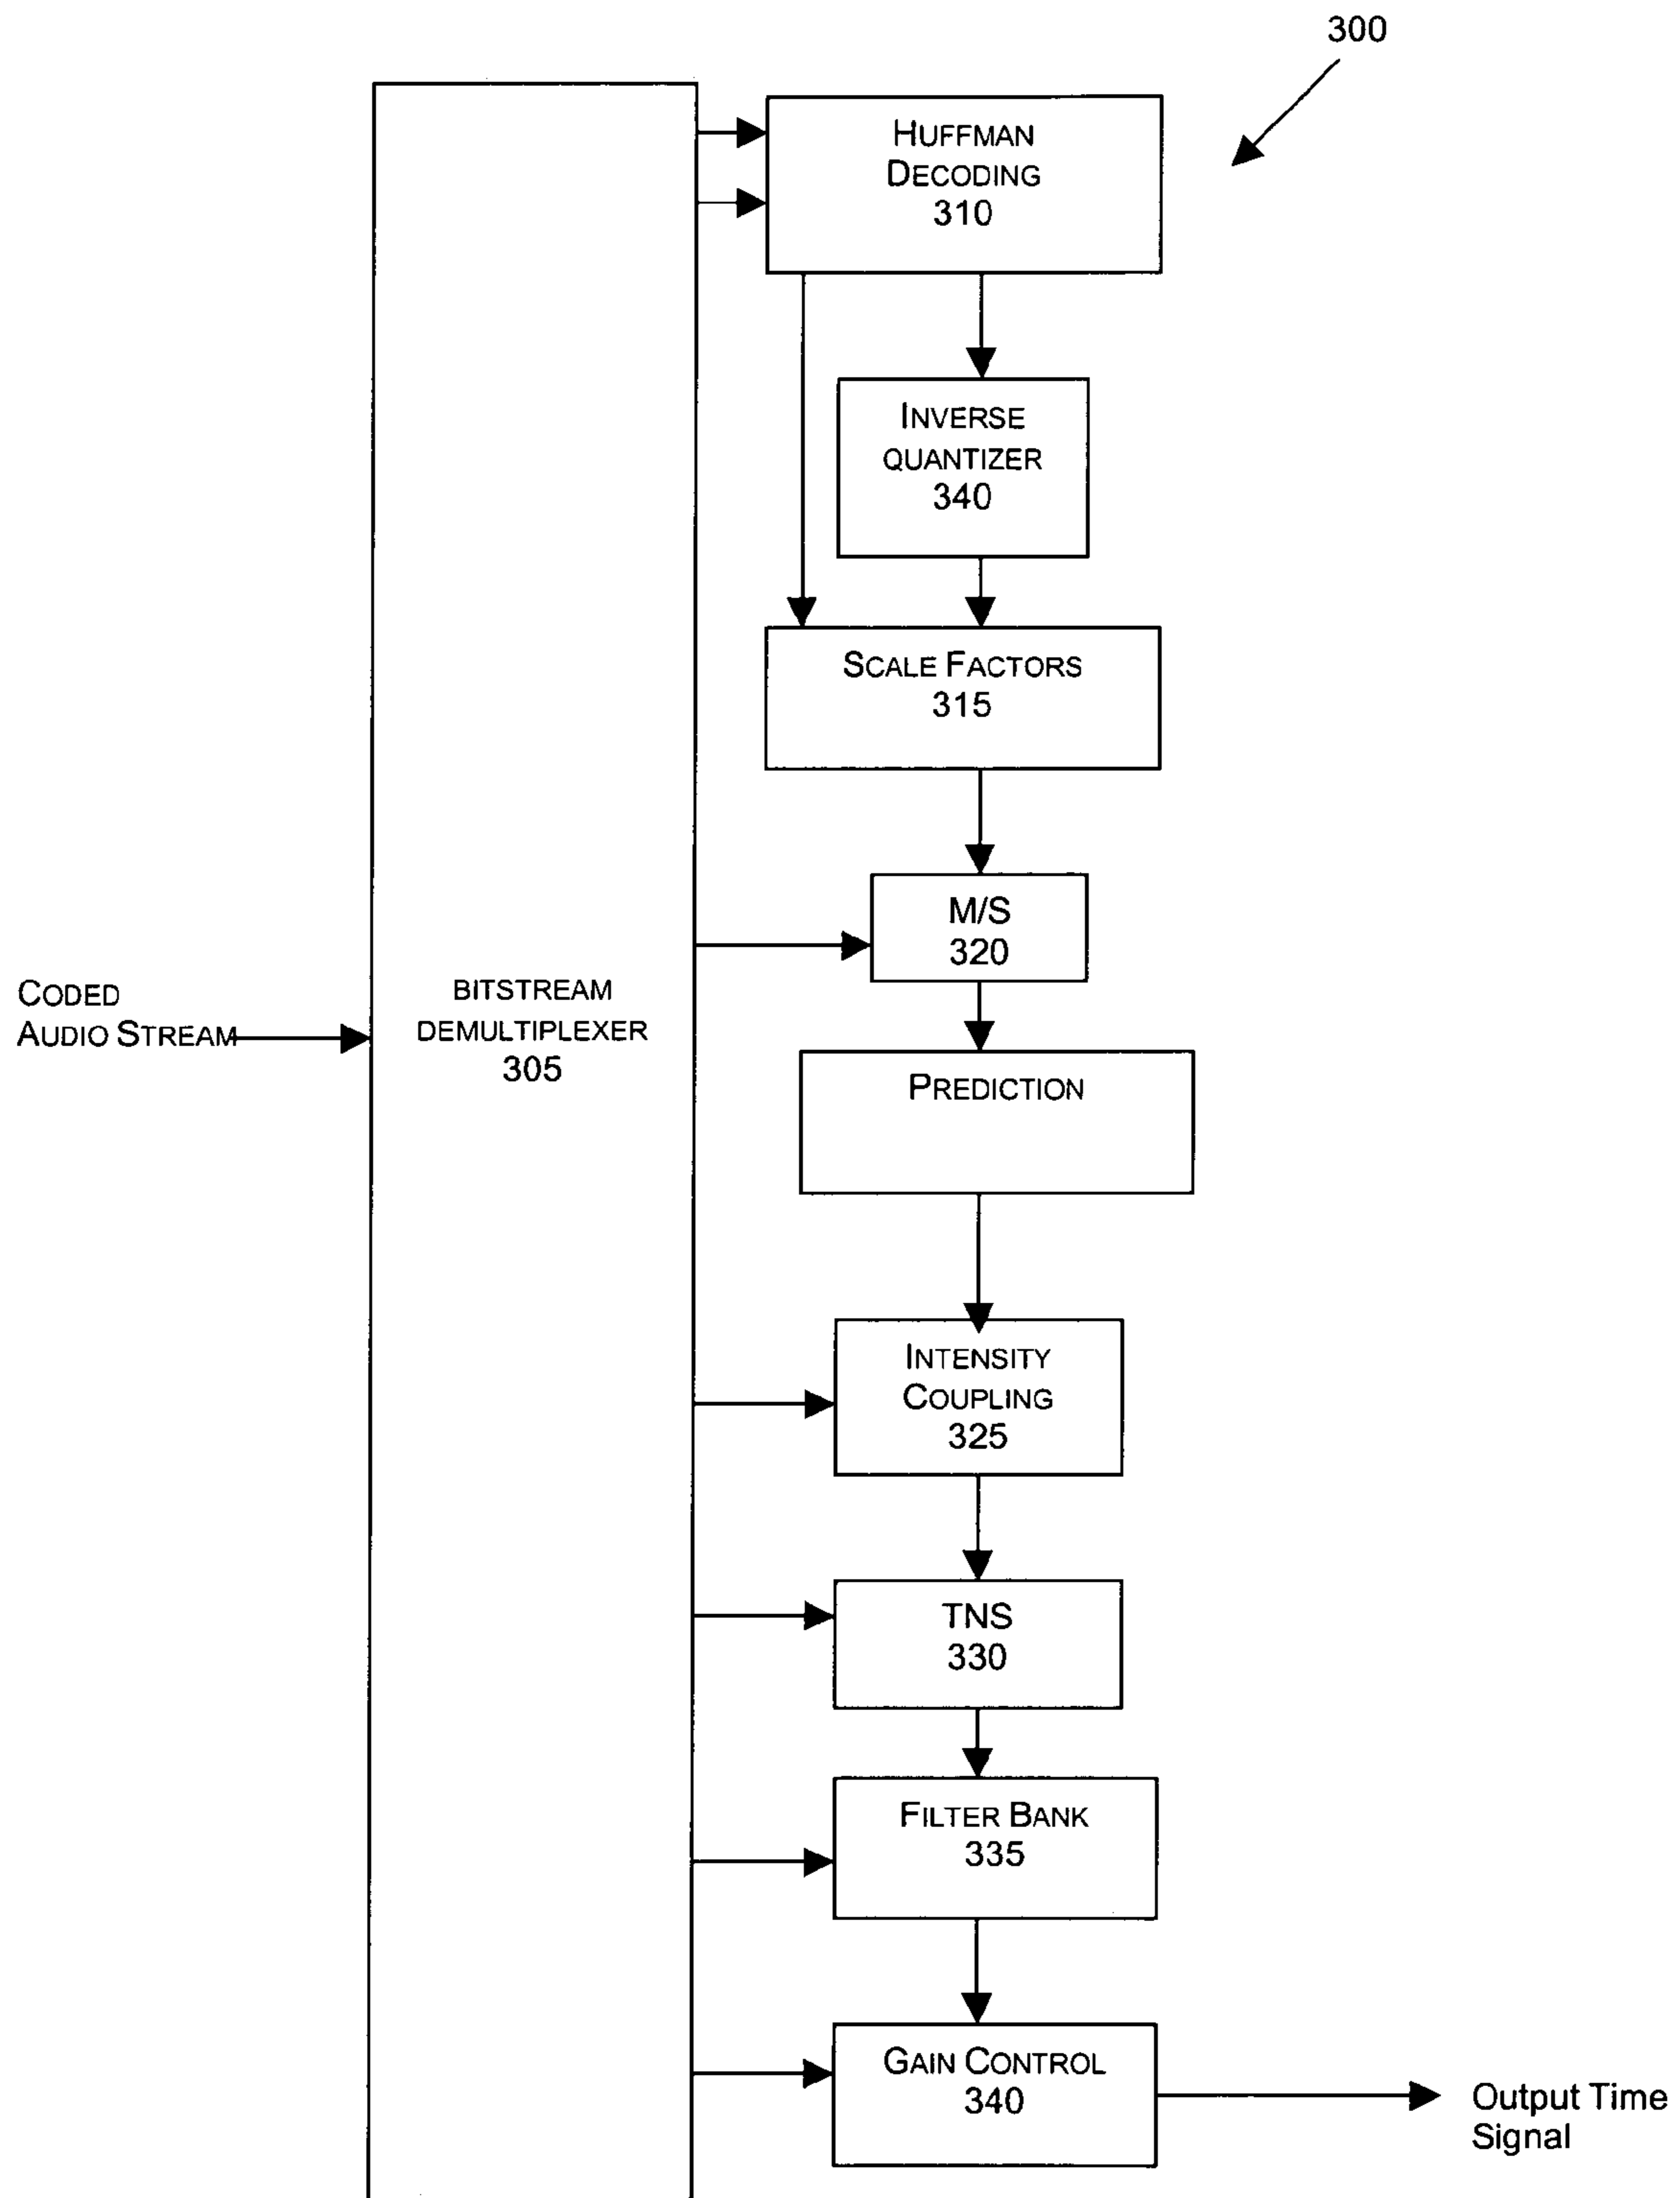 300
HUFFMAN
DECODING
310
INVERSE
QUANTIZER
340
SCALE FACTORS
315
M/S
320
CODED
AUDIO STREAM
BITSTREAM
DEMULTIPLEXER
305
PREDICTION
INTENSITY
COUPLING
325
TNS
330
FILTER BANK
335
GAIN CONTROL
340
Output Time
Signal